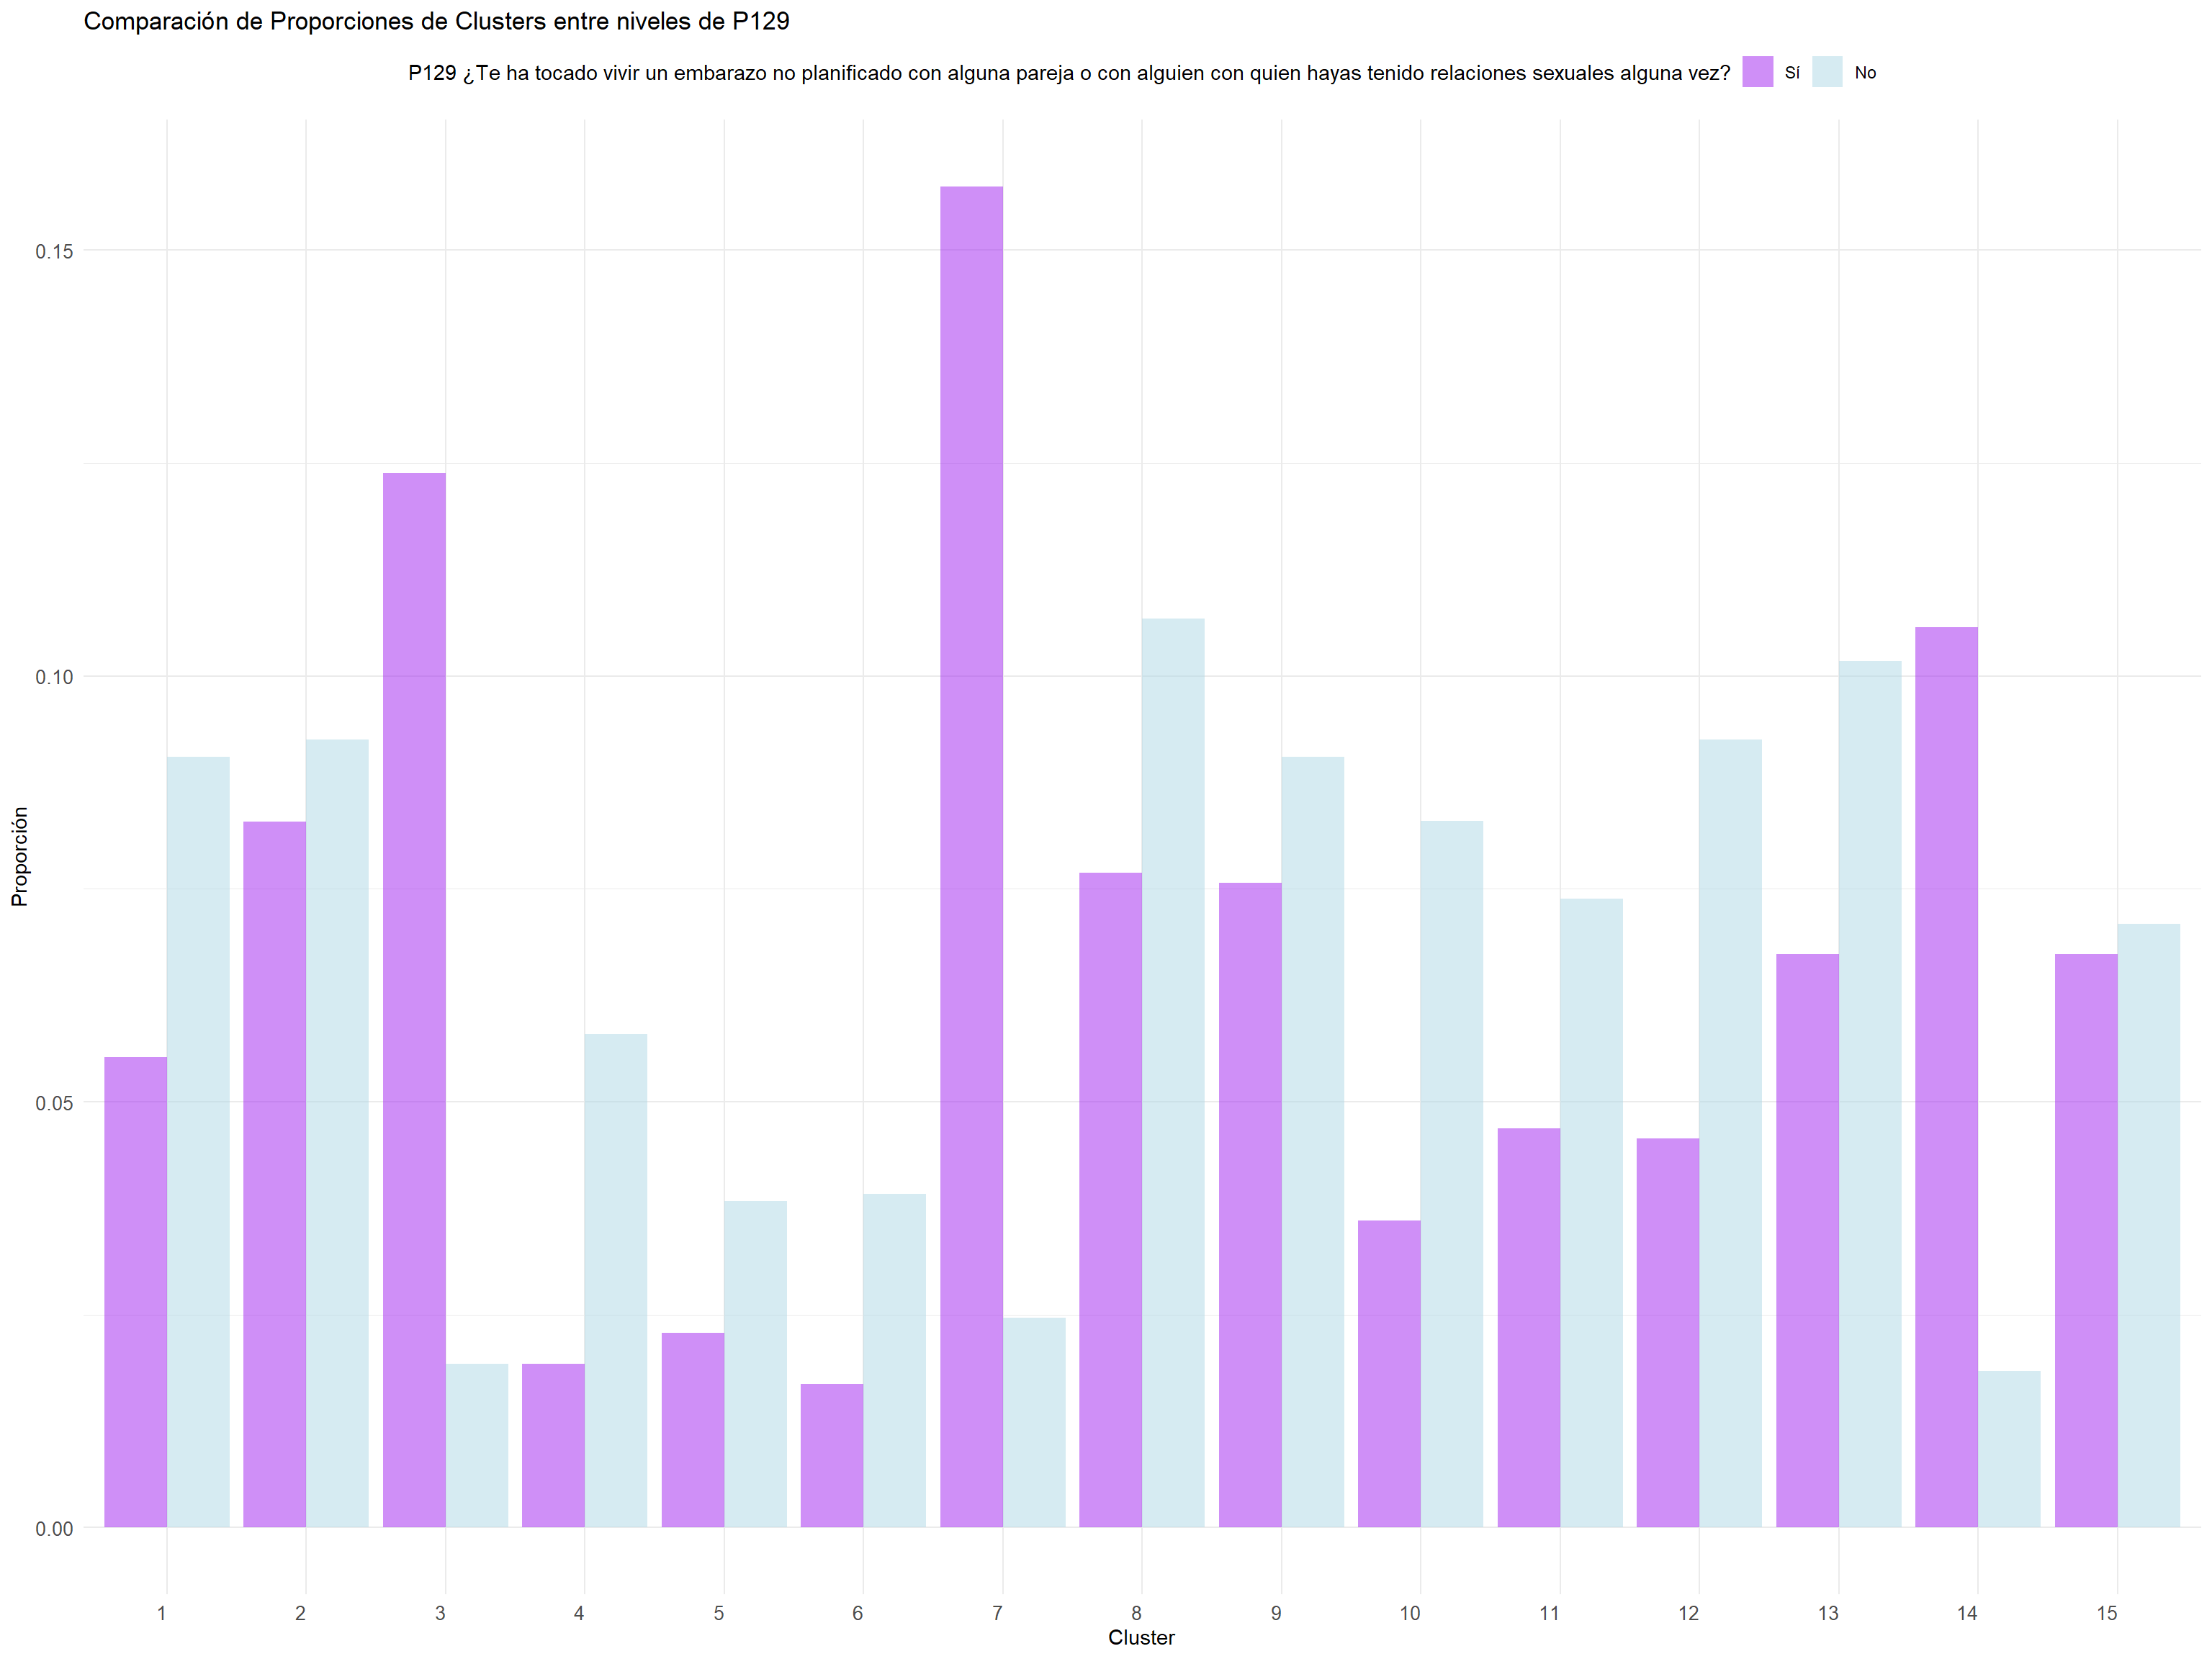 Comparación de Proporciones de Clusters entre niveles de P129
P129 ¿Te ha tocado vivir un embarazo no planificado con alguna pareja o con alguien con quien hayas tenido relaciones sexuales alguna vez? Sí No
0.15
0.10
0.05
0.00
Proporción
1 2 3 4 5 6 7 8 9 10 11 12 13 14 15
Cluster